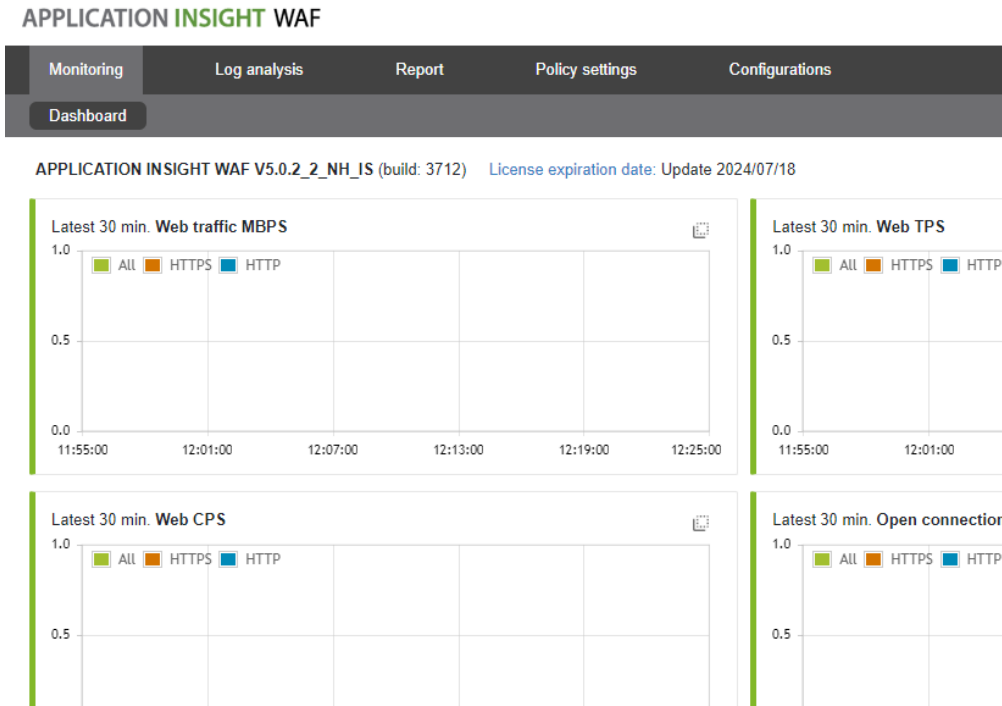 APPLICATION INSIGHT WAF
Monitoring Log analysis Report Policy settings Configurations
Dashboard
APPLICATION INSIGHT WAF V5.0.2_2_NH_IS (build: 3712) License expiration date: Update 2024/07/18
Latest 30 min. Web traffic MBPS
1.0
All HTTPS HTTP
0.5
0.0
11:55:00 12:01:00 12:07:00 12:13:00 12:19:00 12:25:00
Latest 30 min. Web TPS
1.0
All HTTPS HTTP
0.5
0.0
11:55:00 12:01:00
Latest 30 min. Web CPS
1.0
All HTTPS HTTP
0.5
Latest 30 min. Open connection
1.0
All HTTPS HTTP
0.5